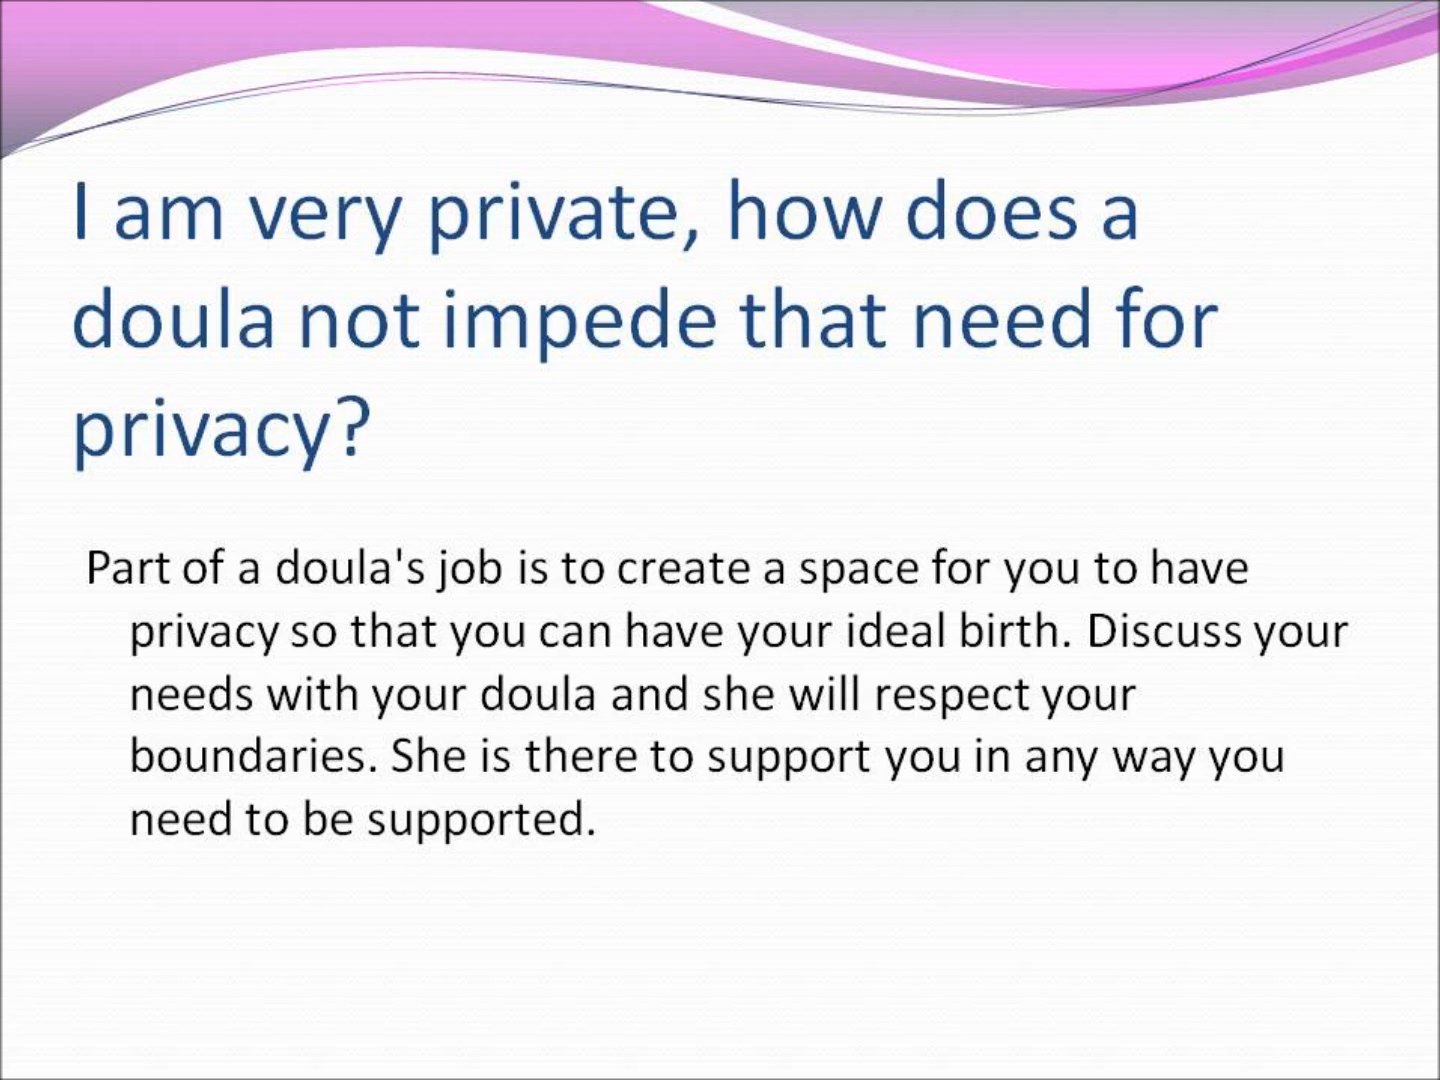 I am very private, how does a
doula not impede that need for
privacy?
Part of a doula's job is to create a space for you to have
privacy so that you can have your ideal birth. Discuss your
needs with your doula and she will respect your
boundaries. She is there to support you in any way you
need to be supported.